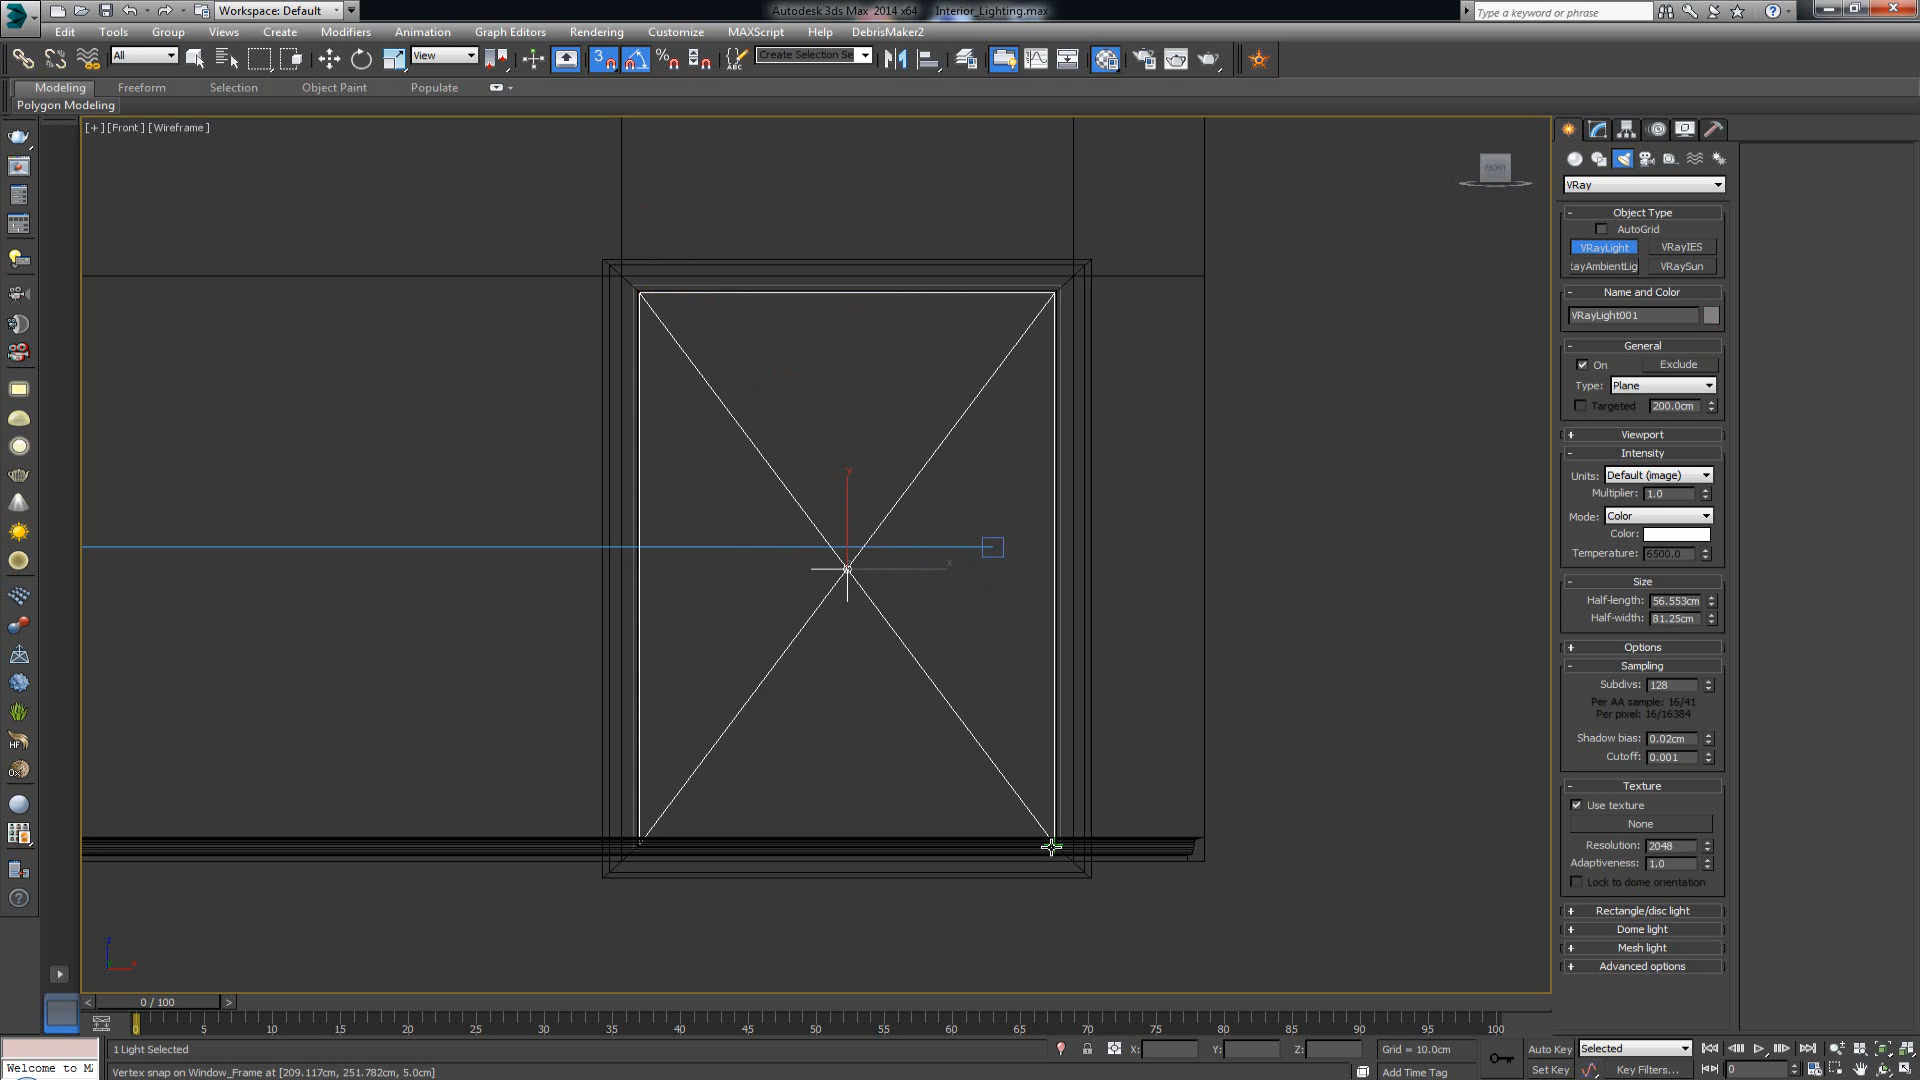 Workspace: Default
Autodesk 3ds Max 2014 x64 Interior_Lighting.max
Type a keyword or phrase
Edit Tools Group Views Create Modifiers Animation Graph Editors Rendering Customize MAXScript Help DebrisMaker2
All
View
3
Create Selection Se
Modeling Freeform Selection Object Paint Populate
Polygon Modeling
[+] [Front] [Wireframe]
FRONT
VRay
- Object Type
AutoGrid
VRayLight VRayIES
RayAmbientLig VRaySun
- Name and Color
VRayLight001
- General
On Exclude
Type: Plane
Targeted 200.0cm
+ Viewport
- Intensity
Units: Default (image)
Multiplier: 1.0
Mode: Color
Color:
Temperature: 6500.0
- Size
Half-length: 56.553cm
Half-width: 81.25cm
+ Options
- Sampling
Subdivs: 128
Per AA sample: 16/41
Per pixel: 16/16384
Shadow bias: 0.02cm
Cutoff: 0.001
- Texture
Use texture
None
Resolution: 2048
Adaptiveness: 1.0
Lock to dome orientation
+ Rectangle/disc light
+ Dome light
+ Mesh light
+ Advanced options
Y
x
z
x
< 0 / 100 >
0 5 10 15 20 25 30 35 40 45 50 55 60 65 70 75 80 85 90 95 100
1 Light Selected X: Y: Z: Grid = 10.0cm Auto Key Selected
Welcome to MA Vertex snap on Window_Frame at [209.117cm, 251.782cm, 5.0cm] Add Time Tag Set Key Key Filters... 0